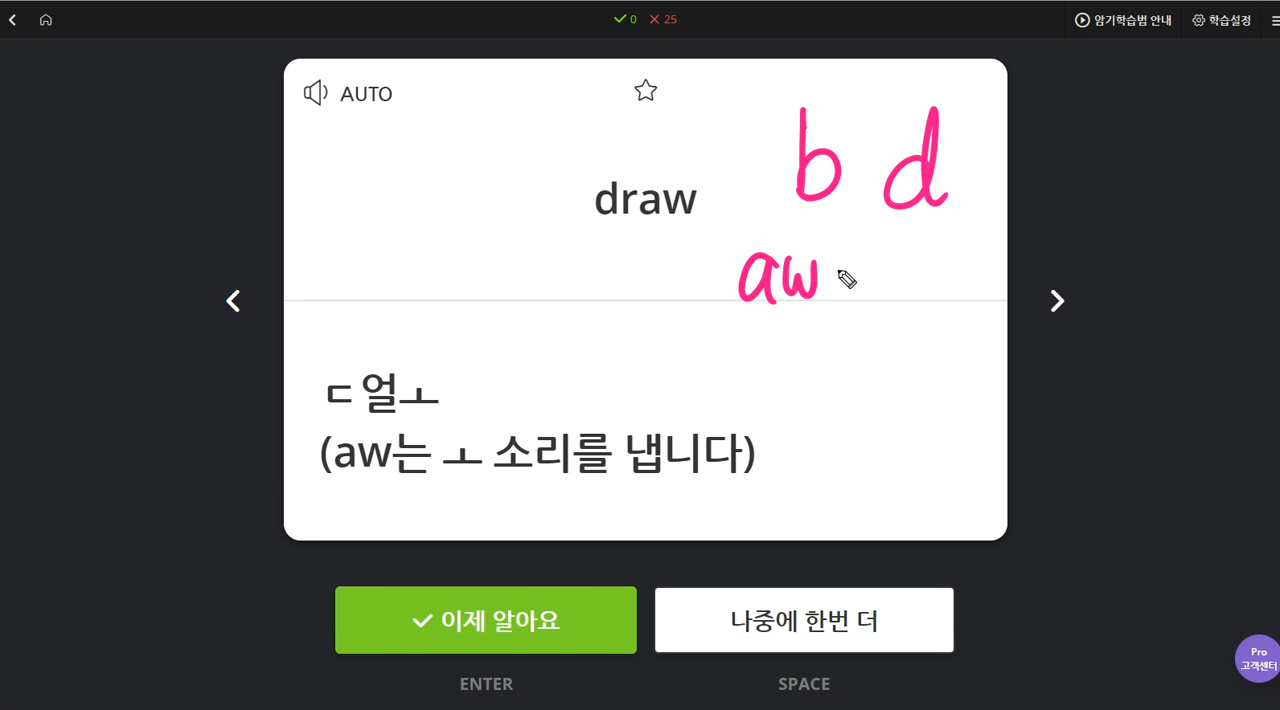 0 25 암기학습법 안내 학습설정
AUTO
b d
draw
aw
ㄷ얼ㅗ
(aw는 ㅗ 소리를 냅니다)
이제 알아요 나중에 한번 더
Pro
고객센터
ENTER SPACE